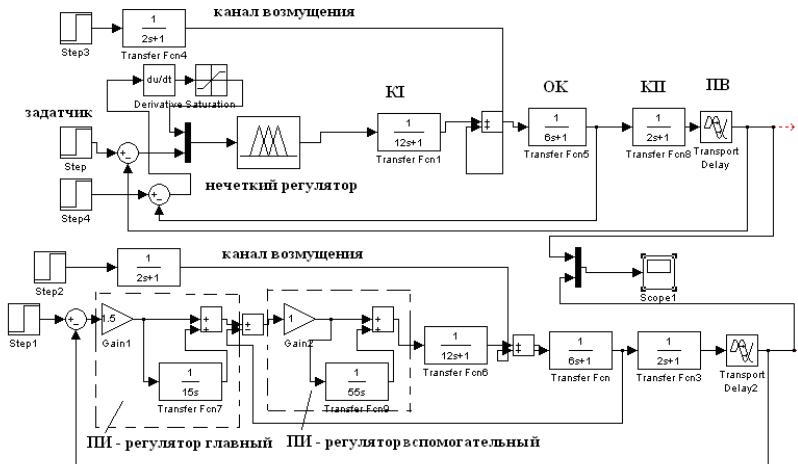 канал возмущения
1
2s+1
Step3
Transfer Fcn4
du/dt
Derivative Saturation
задатчик
Step
Step4
нечеткий регулятор
КІ
1
12s+1
Transfer Fcn1
ОК
1
6s+1
Transfer Fcn5
КП
1
2s+1
Transfer Fcn8
ПВ
Transport
Delay
канал возмущения
1
2s+1
Step2
Scope1
Step1
1.5
Gain1
1
15s
Transfer Fcn7
1
Gain2
1
55s
Transfer Fcn9
1
12s+1
Transfer Fcn6
1
6s+1
Transfer Fcn
1
2s+1
Transfer Fcn3
Transport
Delay2
ПИ - регулятор главный
ПИ - регулятор вспомогательный